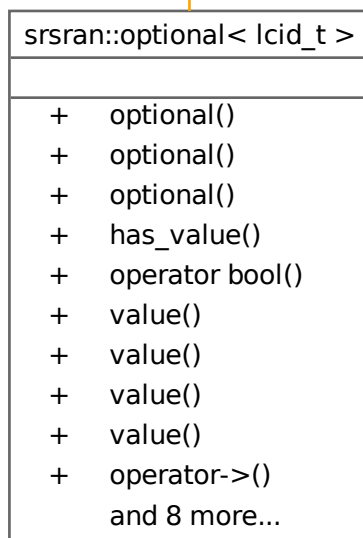 srsran::optional< lcid_t >
+ optional()
+ optional()
+ optional()
+ has_value()
+ operator bool()
+ value()
+ value()
+ value()
+ value()
+ operator->()
and 8 more...